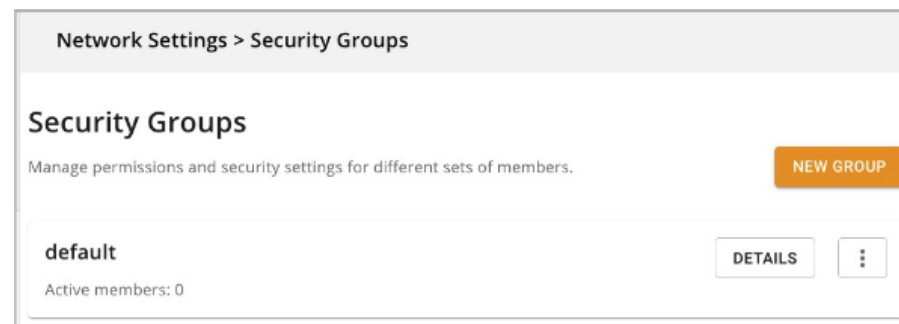 Network Settings > Security Groups
Security Groups
Manage permissions and security settings for different sets of members.
NEW GROUP
default
DETAILS
Active members: 0